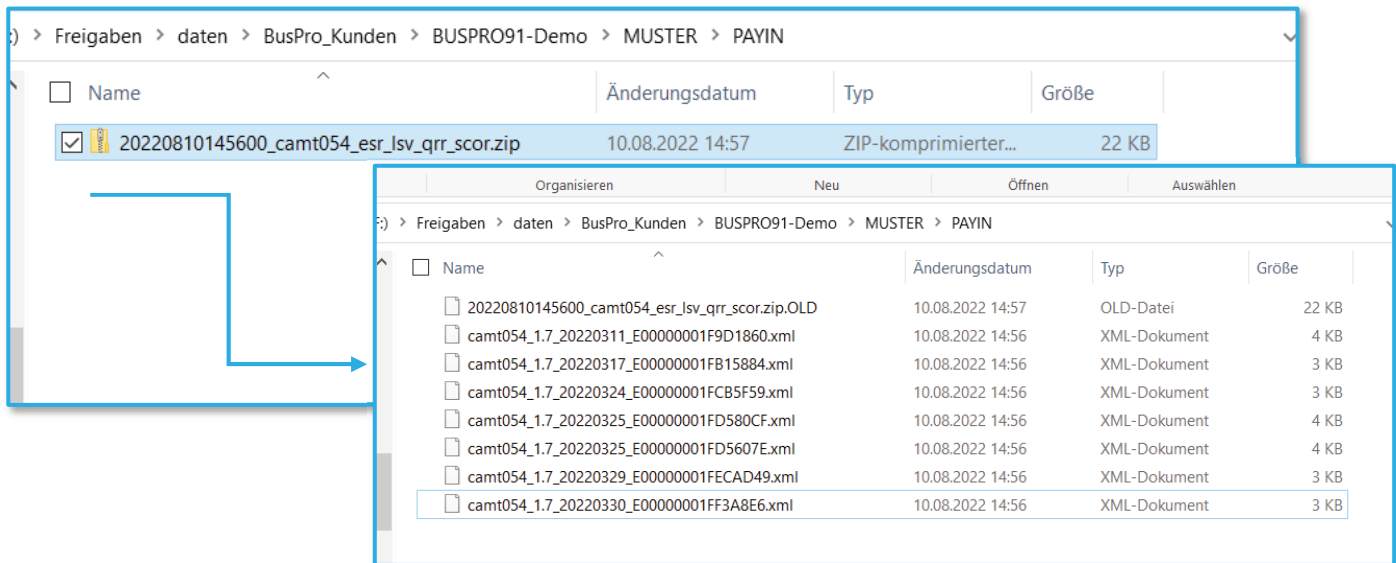 :) > Freigaben > daten > BusPro_Kunden > BUSPRO91-Demo > MUSTER > PAYIN
Name Änderungsdatum Typ Größe
20220810145600_camt054_esr_lsv_qrr_scor.zip 10.08.2022 14:57 ZIP-komprimierter... 22 KB
Organisieren Neu Öffnen Auswählen
F:) > Freigaben > daten > BusPro_Kunden > BUSPRO91-Demo > MUSTER > PAYIN
Name Änderungsdatum Typ Größe
20220810145600_camt054_esr_lsv_qrr_scor.zip.OLD 10.08.2022 14:57 OLD-Datei 22 KB
camt054_1.7_20220311_E00000001F9D1860.xml 10.08.2022 14:56 XML-Dokument 4 KB
camt054_1.7_20220317_E00000001FB15884.xml 10.08.2022 14:56 XML-Dokument 3 KB
camt054_1.7_20220324_E00000001FCB5F59.xml 10.08.2022 14:56 XML-Dokument 3 KB
camt054_1.7_20220325_E00000001FD580CF.xml 10.08.2022 14:56 XML-Dokument 4 KB
camt054_1.7_20220325_E00000001FD5607E.xml 10.08.2022 14:56 XML-Dokument 4 KB
camt054_1.7_20220329_E00000001FECAD49.xml 10.08.2022 14:56 XML-Dokument 3 KB
camt054_1.7_20220330_E00000001FF3A8E6.xml 10.08.2022 14:56 XML-Dokument 3 KB